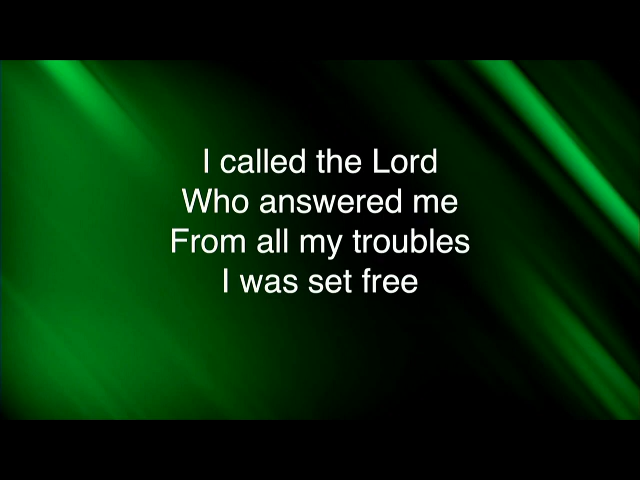 I called the Lord
Who answered me
From all my troubles
I was set free